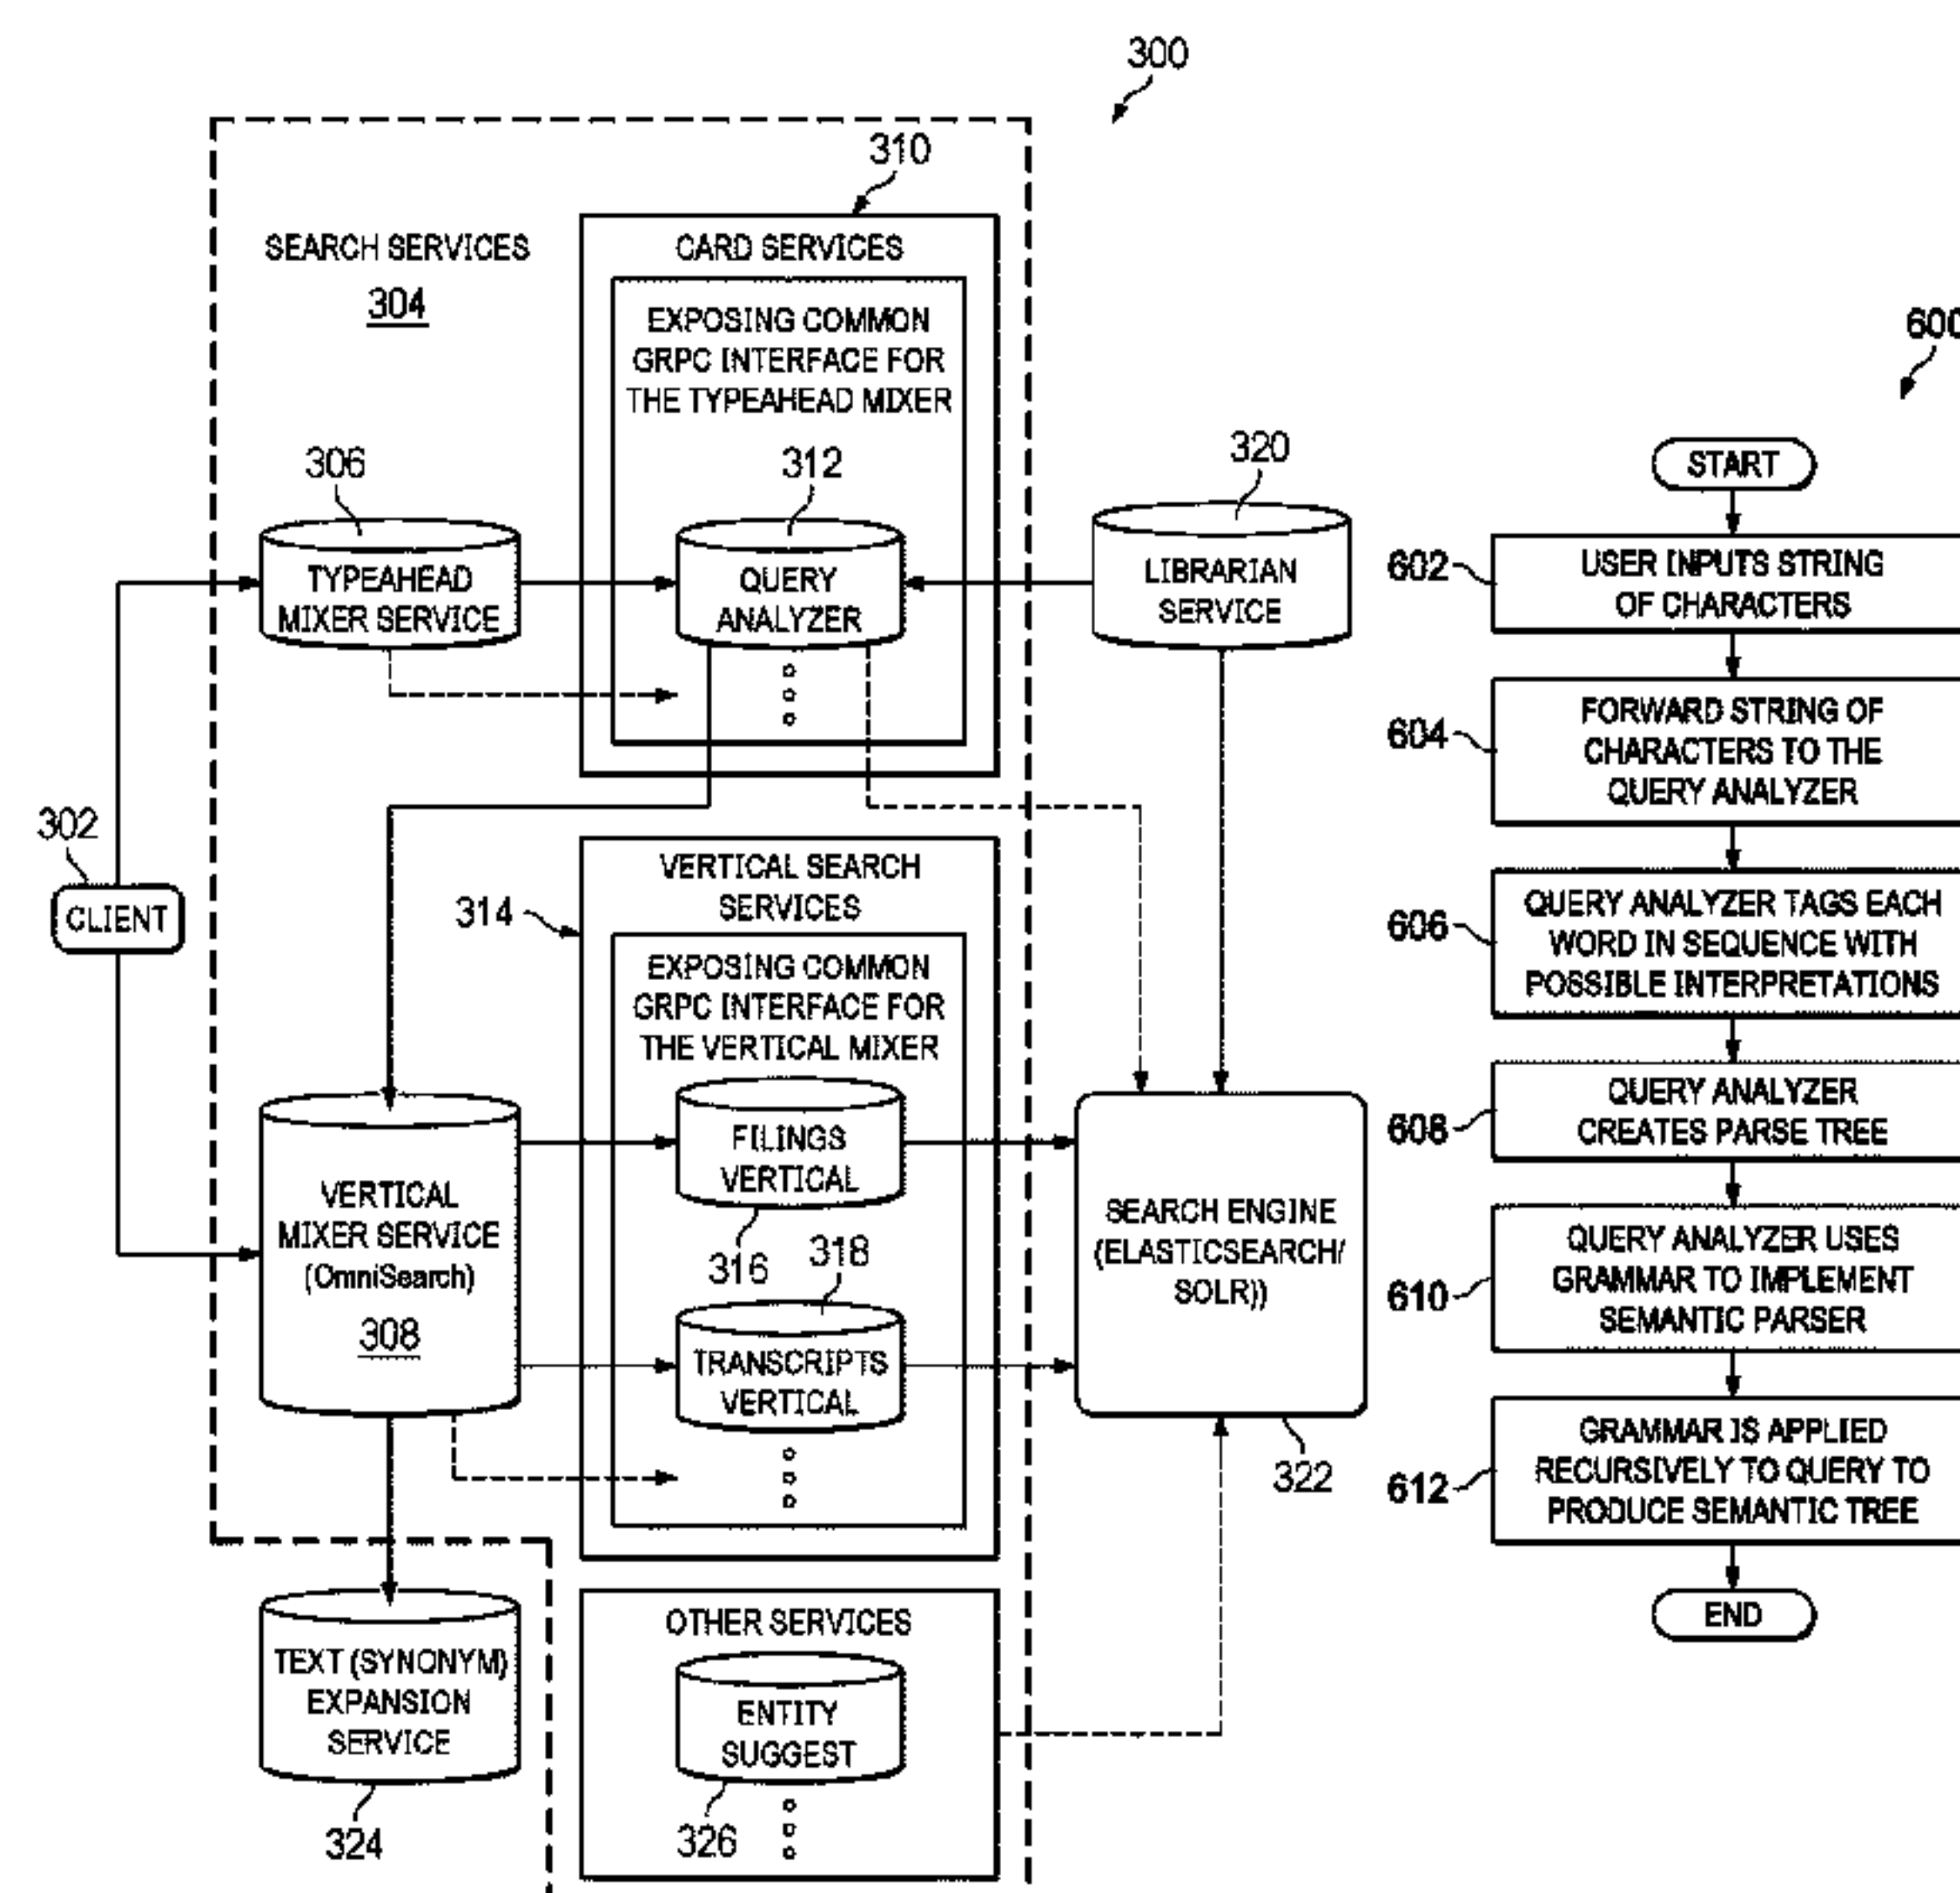 300
310
SEARCH SERVICES
304
CARD SERVICES
EXPOSING COMMON
GRPC INTERFACE FOR
THE TYPEAHEAD MIXER
306
312
320
TYPEAHEAD
MIXER SERVICE
QUERY
ANALYZER
LIBRARIAN
SERVICE
302
CLIENT
314
VERTICAL SEARCH
SERVICES
EXPOSING COMMON
GRPC INTERFACE FOR
THE VERTICAL MIXER
VERTICAL
MIXER SERVICE
(OmniSearch)
308
FILINGS
VERTICAL
316
318
TRANSCRIPTS
VERTICAL
SEARCH ENGINE
(ELASTICSEARCH/
SOLR))
322
TEXT (SYNONYM)
EXPANSION
SERVICE
324
OTHER SERVICES
ENTITY
SUGGEST
326
600
START
602
USER INPUTS STRING
OF CHARACTERS
604
FORWARD STRING OF
CHARACTERS TO THE
QUERY ANALYZER
606
QUERY ANALYZER TAGS EACH
WORD IN SEQUENCE WITH
POSSIBLE INTERPRETATIONS
608
QUERY ANALYZER
CREATES PARSE TREE
610
QUERY ANALYZER USES
GRAMMAR TO IMPLEMENT
SEMANTIC PARSER
612
GRAMMAR IS APPLIED
RECURSIVELY TO QUERY TO
PRODUCE SEMANTIC TREE
END